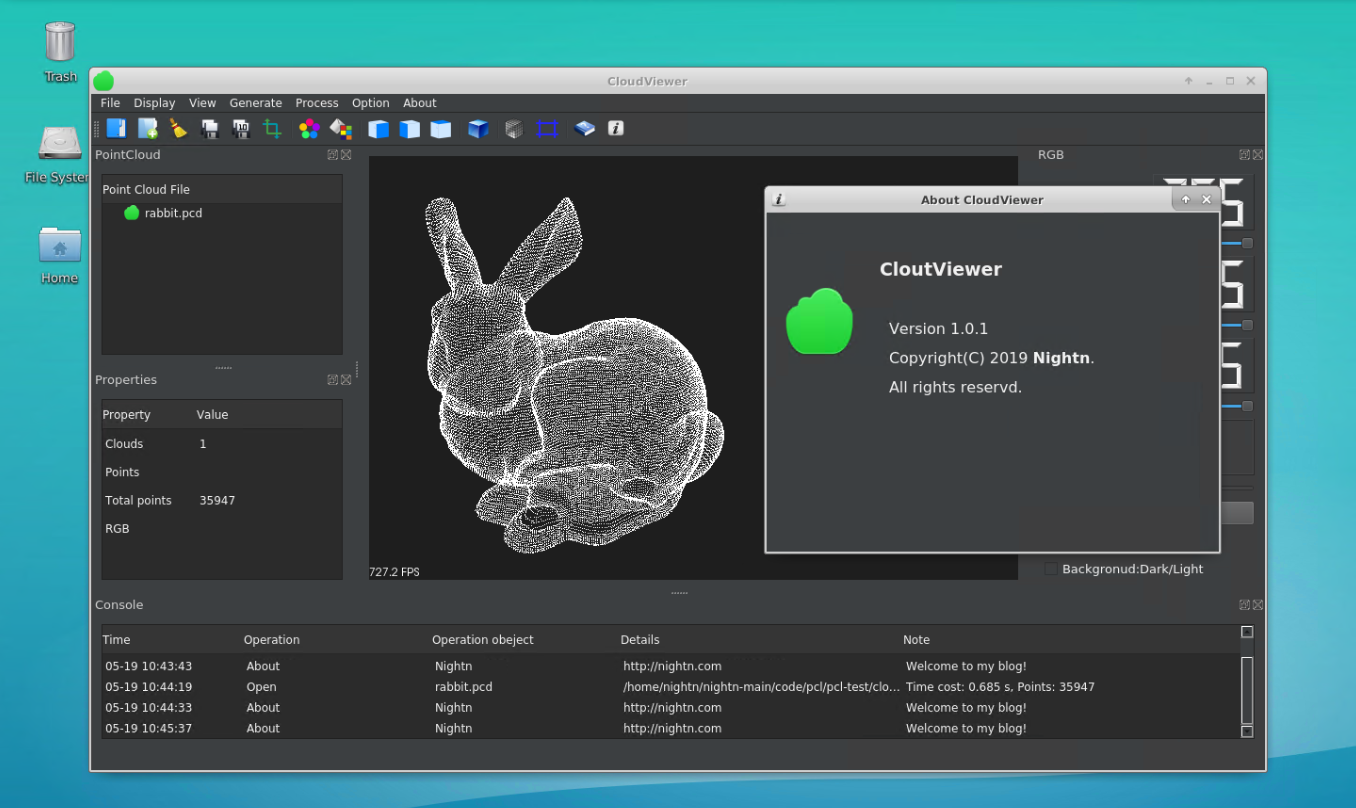 Trash
File Syste
Home
CloudViewer
File Display View Generate Process Option About
PointCloud
Point Cloud File
rabbit.pcd
Properties
Property Value
Clouds 1
Points
Total points 35947
RGB
727.2 FPS
RGB
5
5
5
About CloudViewer
CloutViewer
Version 1.0.1
Copyright(C) 2019 Nightn.
All rights reservd.
Backgronud:Dark/Light
Console
Time Operation Operation obeject Details Note
05-19 10:43:43 About Nightn http://nightn.com Welcome to my blog!
05-19 10:44:19 Open rabbit.pcd /home/nightn/nightn-main/code/pcl/pcl-test/clo... Time cost: 0.685 s, Points: 35947
05-19 10:44:33 About Nightn http://nightn.com Welcome to my blog!
05-19 10:45:37 About Nightn http://nightn.com Welcome to my blog!